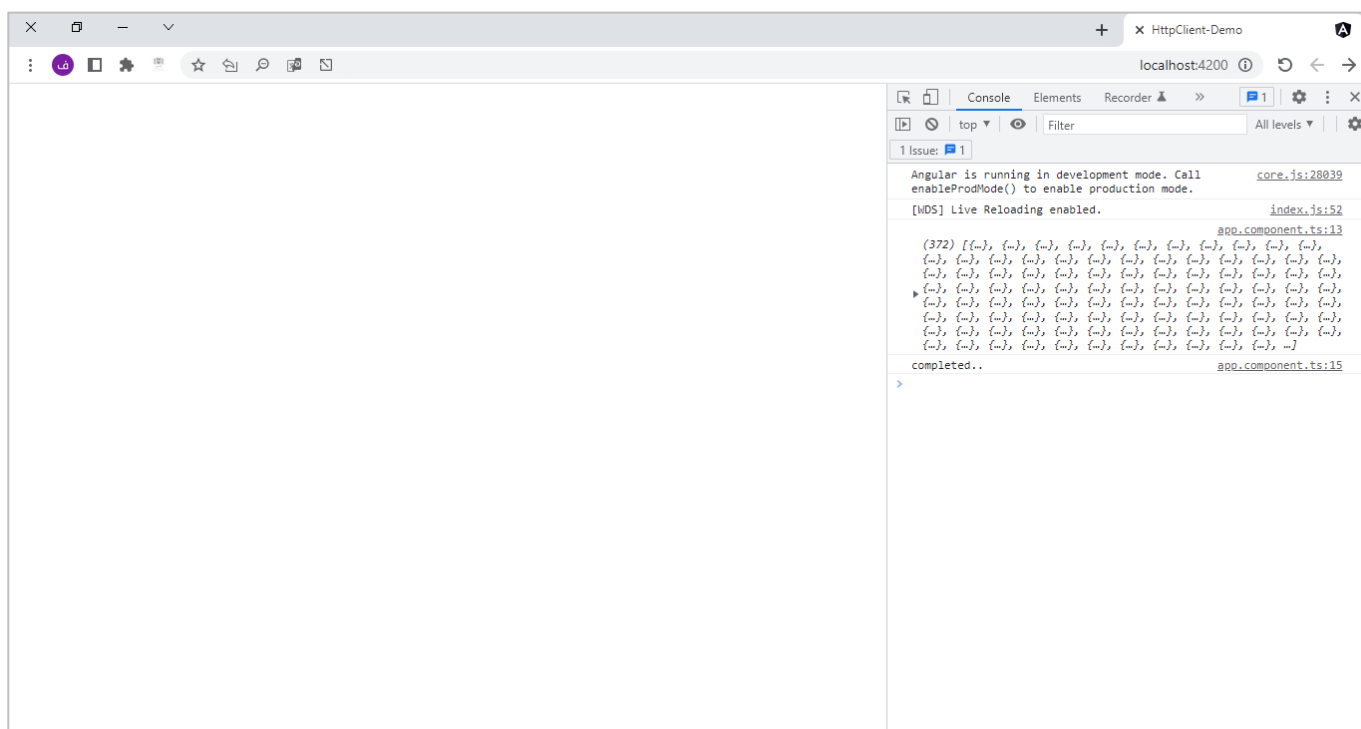 HttpClient-Demo
ف
localhost:4200
Console Elements Recorder
1
top Filter All levels
1 Issue: 1
Angular is running in development mode. Call core.js:28039
enableProdMode() to enable production mode.
[WDS] Live Reloading enabled. index.js:52
app.component.ts:13
(372) [{…}, {…}, {…}, {…}, {…}, {…}, {…}, {…}, {…}, {…}, {…},
{…}, {…}, {…}, {…}, {…}, {…}, {…}, {…}, {…}, {…}, {…}, {…}, {…},
{…}, {…}, {…}, {…}, {…}, {…}, {…}, {…}, {…}, {…}, {…}, {…}, {…},
{…}, {…}, {…}, {…}, {…}, {…}, {…}, {…}, {…}, {…}, {…}, {…}, {…},
{…}, {…}, {…}, {…}, {…}, {…}, {…}, {…}, {…}, {…}, {…}, {…}, {…},
{…}, {…}, {…}, {…}, {…}, {…}, {…}, {…}, {…}, {…}, {…}, {…}, {…},
{…}, {…}, {…}, {…}, {…}, {…}, {…}, {…}, {…}, {…}, {…}, {…}, {…},
{…}, {…}, {…}, {…}, {…}, {…}, {…}, {…}, {…}, {…}, {…}, …]
completed.. app.component.ts:15